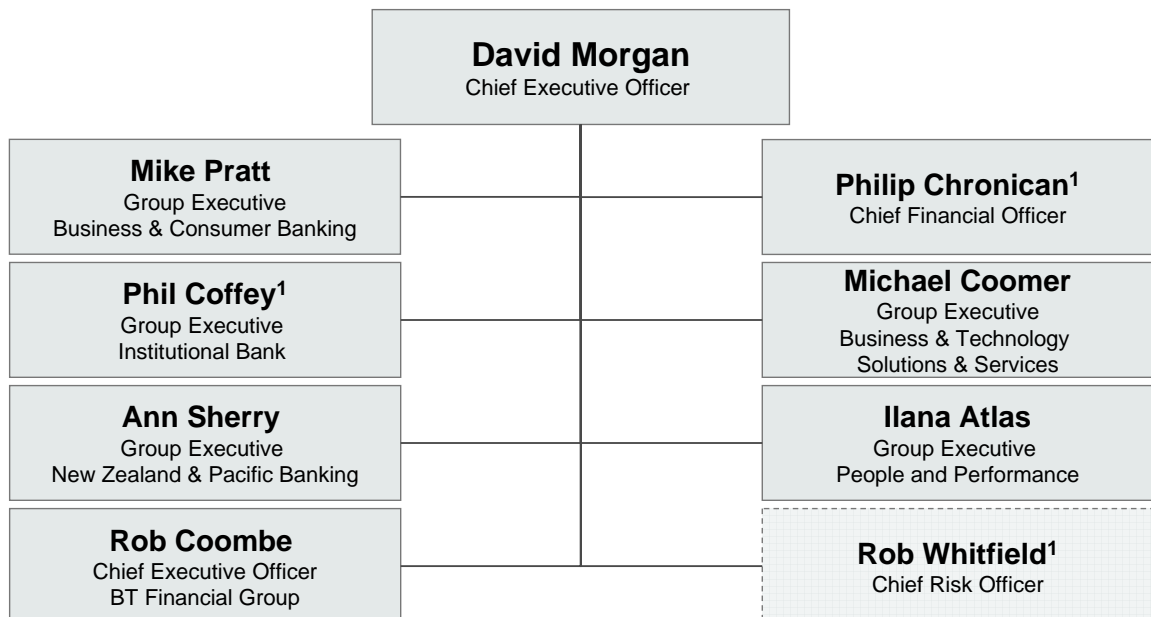 David Morgan
Chief Executive Officer
Mike Pratt
Group Executive
Business & Consumer Banking
Philip Chronican¹
Chief Financial Officer
Phil Coffey¹
Group Executive
Institutional Bank
Michael Coomer
Group Executive
Business & Technology
Solutions & Services
Ann Sherry
Group Executive
New Zealand & Pacific Banking
Ilana Atlas
Group Executive
People and Performance
Rob Coombe
Chief Executive Officer
BT Financial Group
Rob Whitfield¹
Chief Risk Officer